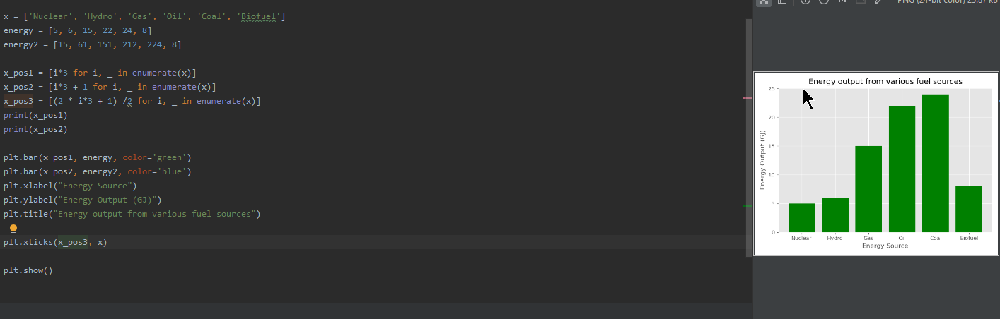 x = ['Nuclear', 'Hydro', 'Gas', 'Oil', 'Coal', 'Biofuel']
energy = [5, 6, 15, 22, 24, 8]
energy2 = [15, 61, 151, 212, 224, 8]
x_pos1 = [i*3 for i, _ in enumerate(x)]
x_pos2 = [i*3 + 1 for i, _ in enumerate(x)]
x_pos3 = [(2 * i*3 + 1) /2 for i, _ in enumerate(x)]
print(x_pos1)
print(x_pos2)
plt.bar(x_pos1, energy, color='green')
plt.bar(x_pos2, energy2, color='blue')
plt.xlabel("Energy Source")
plt.ylabel("Energy Output (GJ)")
plt.title("Energy output from various fuel sources")
plt.xticks(x_pos3, x)
plt.show()
PNG (24-bit color) 25.87 kB
Energy output from various fuel sources
Energy Output (GJ)
25
20
15
10
5
0
Nuclear Hydro Gas Oil Coal Biofuel
Energy Source